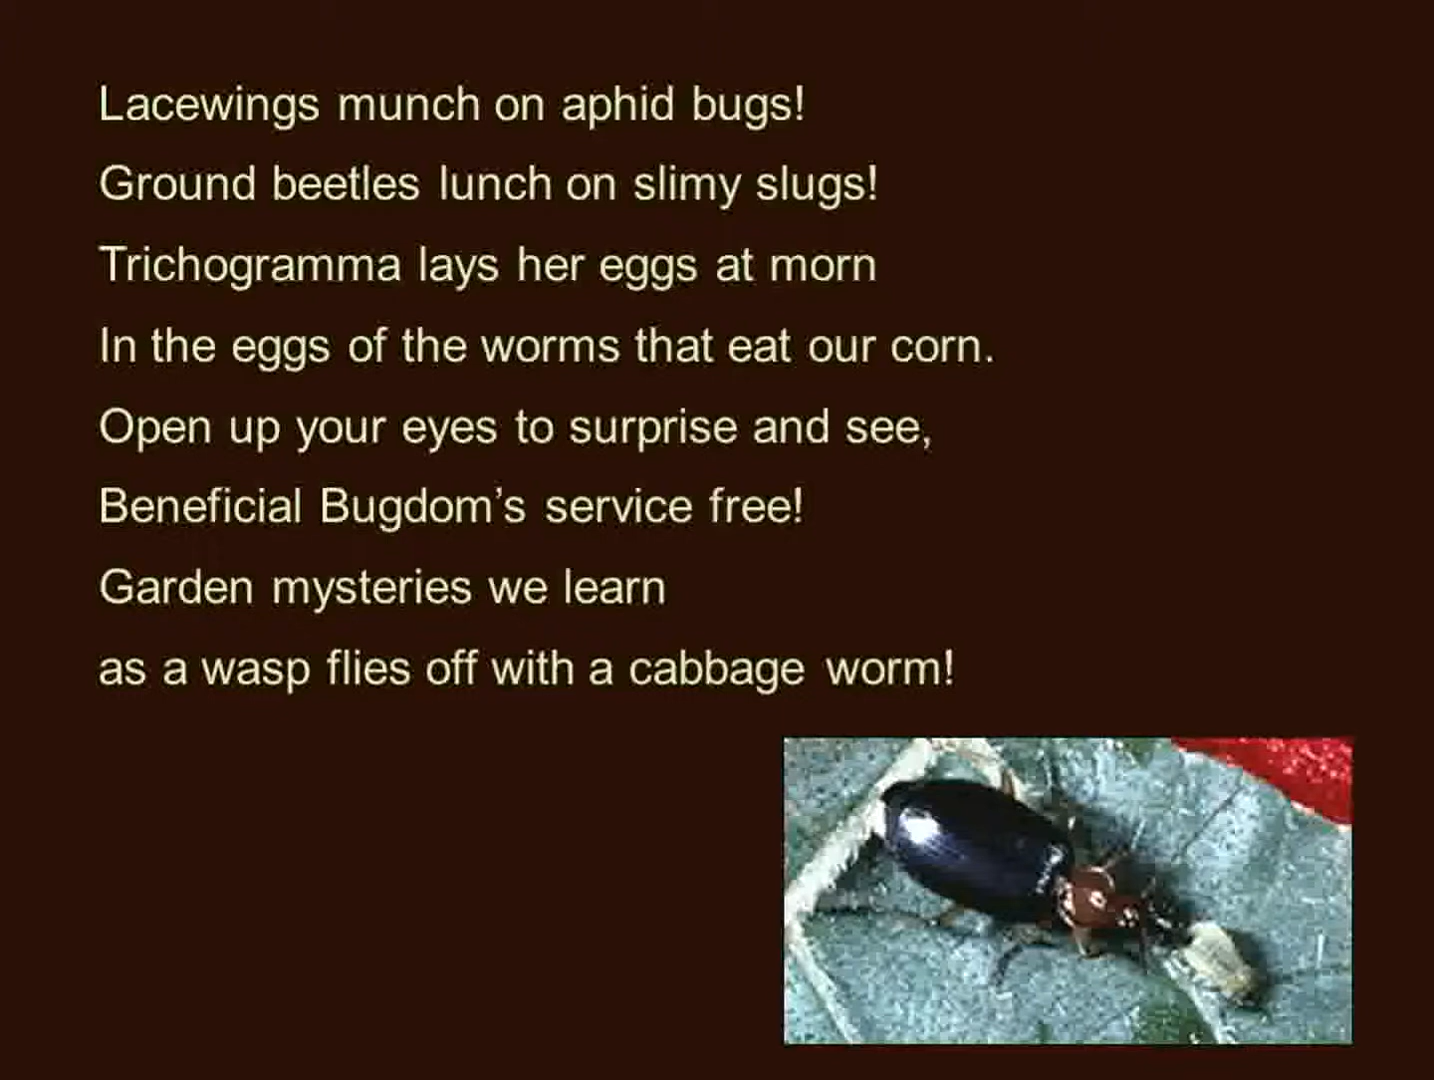 Lacewings munch on aphid bugs!
Ground beetles lunch on slimy slugs!
Trichogramma lays her eggs at morn
In the eggs of the worms that eat our corn.
Open up your eyes to surprise and see,
Beneficial Bugdom’s service free!
Garden mysteries we learn
as a wasp flies off with a cabbage worm!